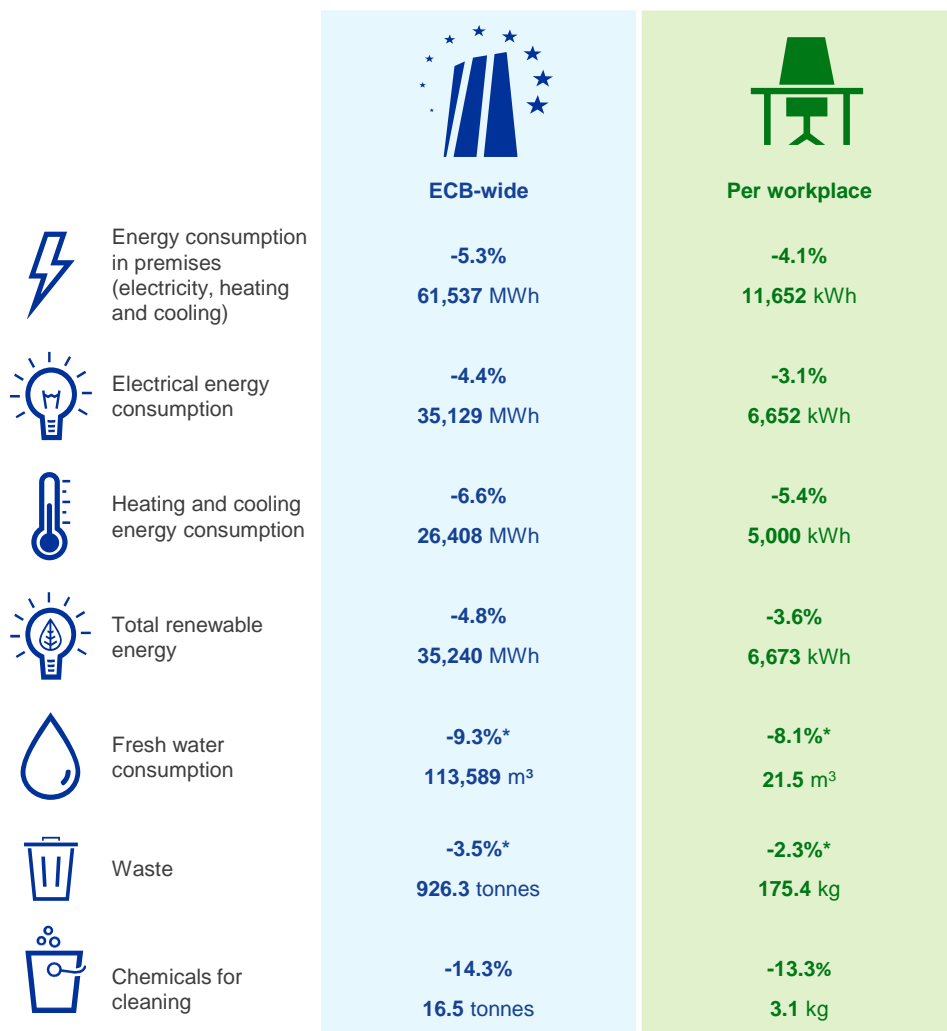 ECB-wide
Per workplace
Energy consumption
in premises
(electricity, heating
and cooling)
-5.3%
61,537 MWh
-4.1%
11,652 kWh
Electrical energy
consumption
-4.4%
35,129 MWh
-3.1%
6,652 kWh
Heating and cooling
energy consumption
-6.6%
26,408 MWh
-5.4%
5,000 kWh
Total renewable
energy
-4.8%
35,240 MWh
-3.6%
6,673 kWh
Fresh water
consumption
-9.3%*
113,589 m³
-8.1%*
21.5 m³
Waste
-3.5%*
926.3 tonnes
-2.3%*
175.4 kg
Chemicals for
cleaning
-14.3%
16.5 tonnes
-13.3%
3.1 kg